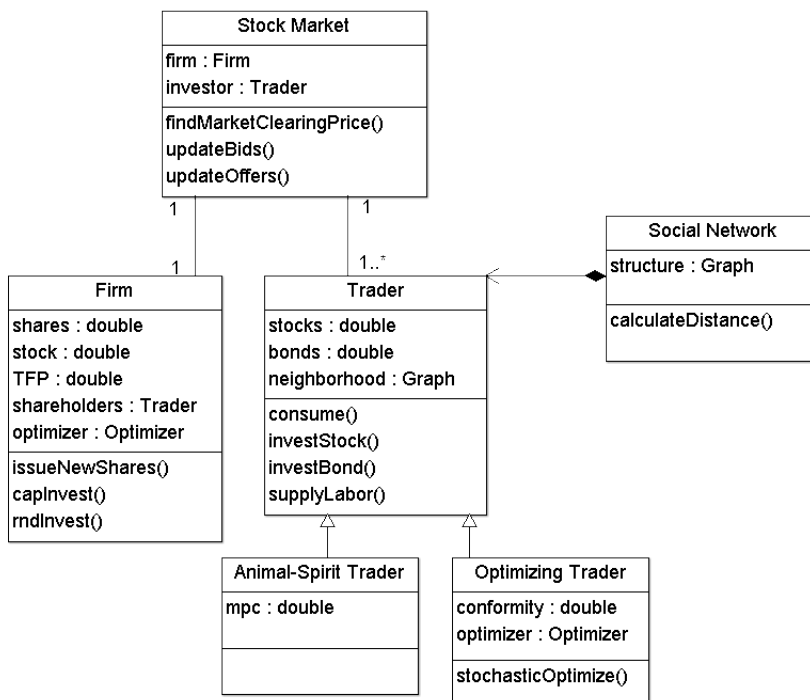 Stock Market
firm : Firm
investor : Trader
findMarketClearingPrice()
updateBids()
updateOffers()
1
1
1
1..*
Social Network
structure : Graph
calculateDistance()
Firm
shares : double
stock : double
TFP : double
shareholders : Trader
optimizer : Optimizer
issueNewShares()
capInvest()
rndInvest()
Trader
stocks : double
bonds : double
neighborhood : Graph
consume()
investStock()
investBond()
supplyLabor()
Animal-Spirit Trader
mpc : double
Optimizing Trader
conformity : double
optimizer : Optimizer
stochasticOptimize()